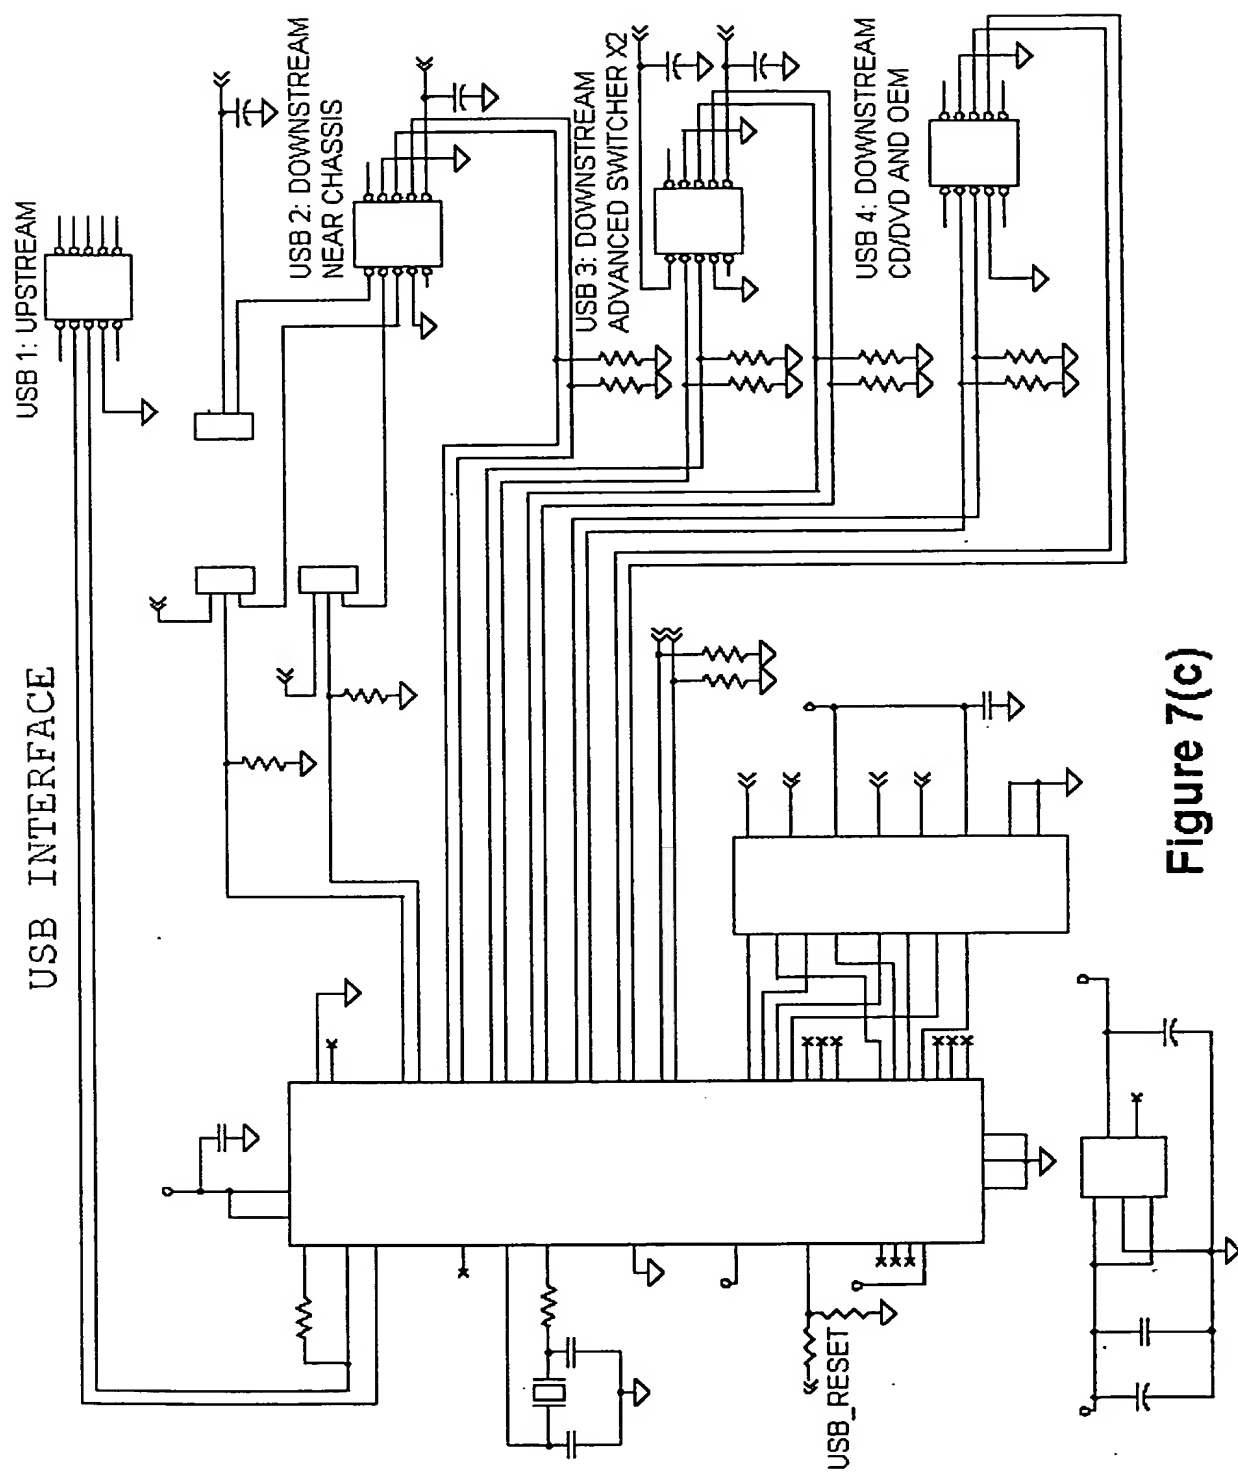 USB INTERFACE
USB 1: UPSTREAM
USB 2: DOWNSTREAM
NEAR CHASSIS
USB 3: DOWNSTREAM
ADVANCED SWITCHER X2
USB 4: DOWNSTREAM
CD/DVD AND OEM
USB_RESET
Figure 7(c)